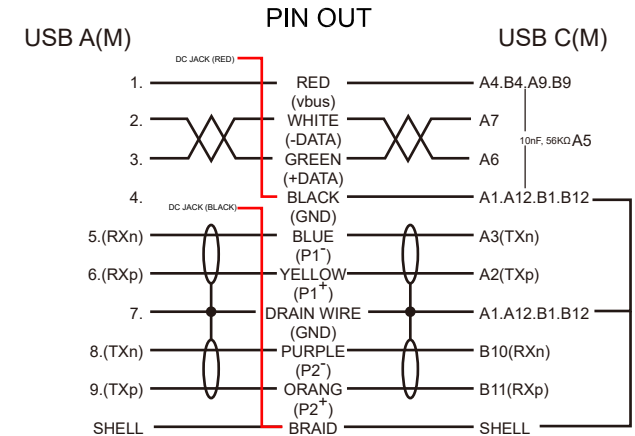 PIN OUT
USB A(M)
USB C(M)
DC JACK (RED)
1. RED A4.B4.A9.B9
(vbus)
2. WHITE A7
(-DATA) 10nF, 56KΩ A5
3. GREEN A6
(+DATA)
4. BLACK A1.A12.B1.B12
DC JACK (BLACK)
(GND)
5.(RXn) BLUE A3(TXn)
(P1-)
6.(RXp) YELLOW A2(TXp)
(P1+)
7. DRAIN WIRE A1.A12.B1.B12
(GND)
8.(TXn) PURPLE B10(RXn)
(P2-)
9.(TXp) ORANG B11(RXp)
(P2+)
SHELL BRAID SHELL